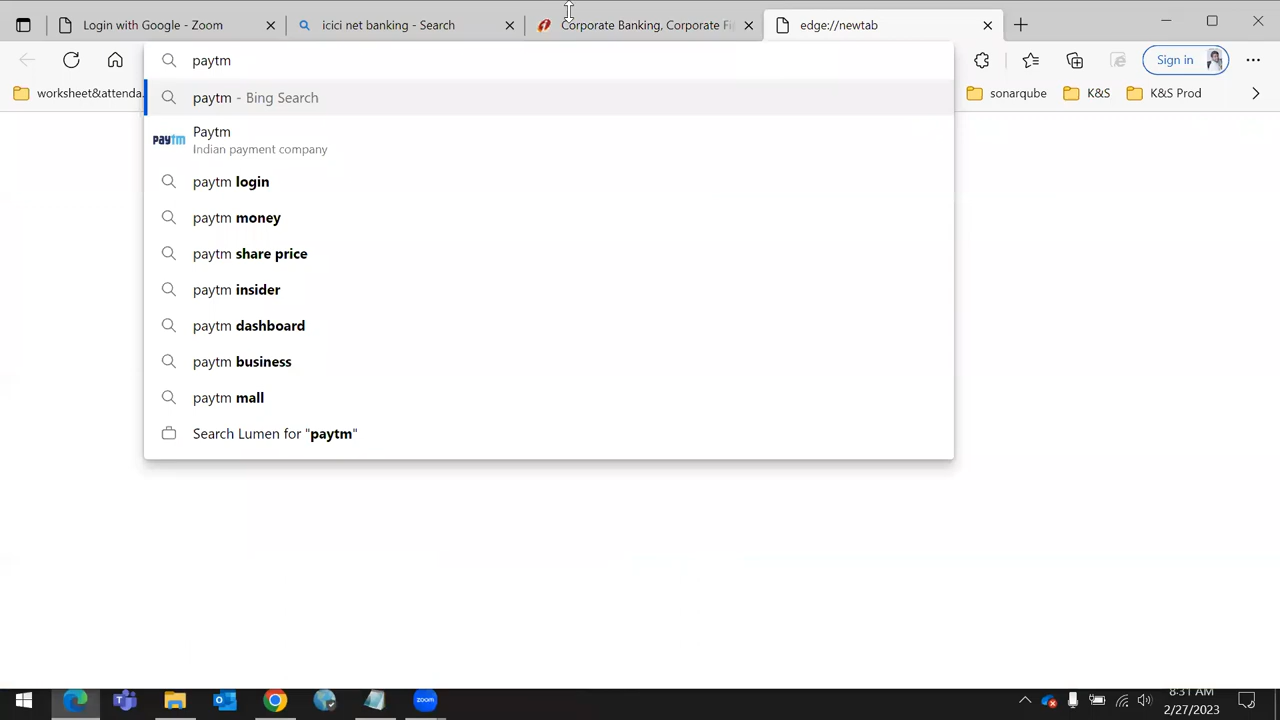 Login with Google - Zoom
icici net banking - Search
Corporate Banking, Corporate Fi
edge://newtab
paytm
Sign in
worksheet&attenda
sonarqube
K&S
K&S Prod
paytm - Bing Search
paytm
Paytm
Indian payment company
paytm login
paytm money
paytm share price
paytm insider
paytm dashboard
paytm business
paytm mall
Search Lumen for "paytm"
zoom
8:31 AM
2/27/2023